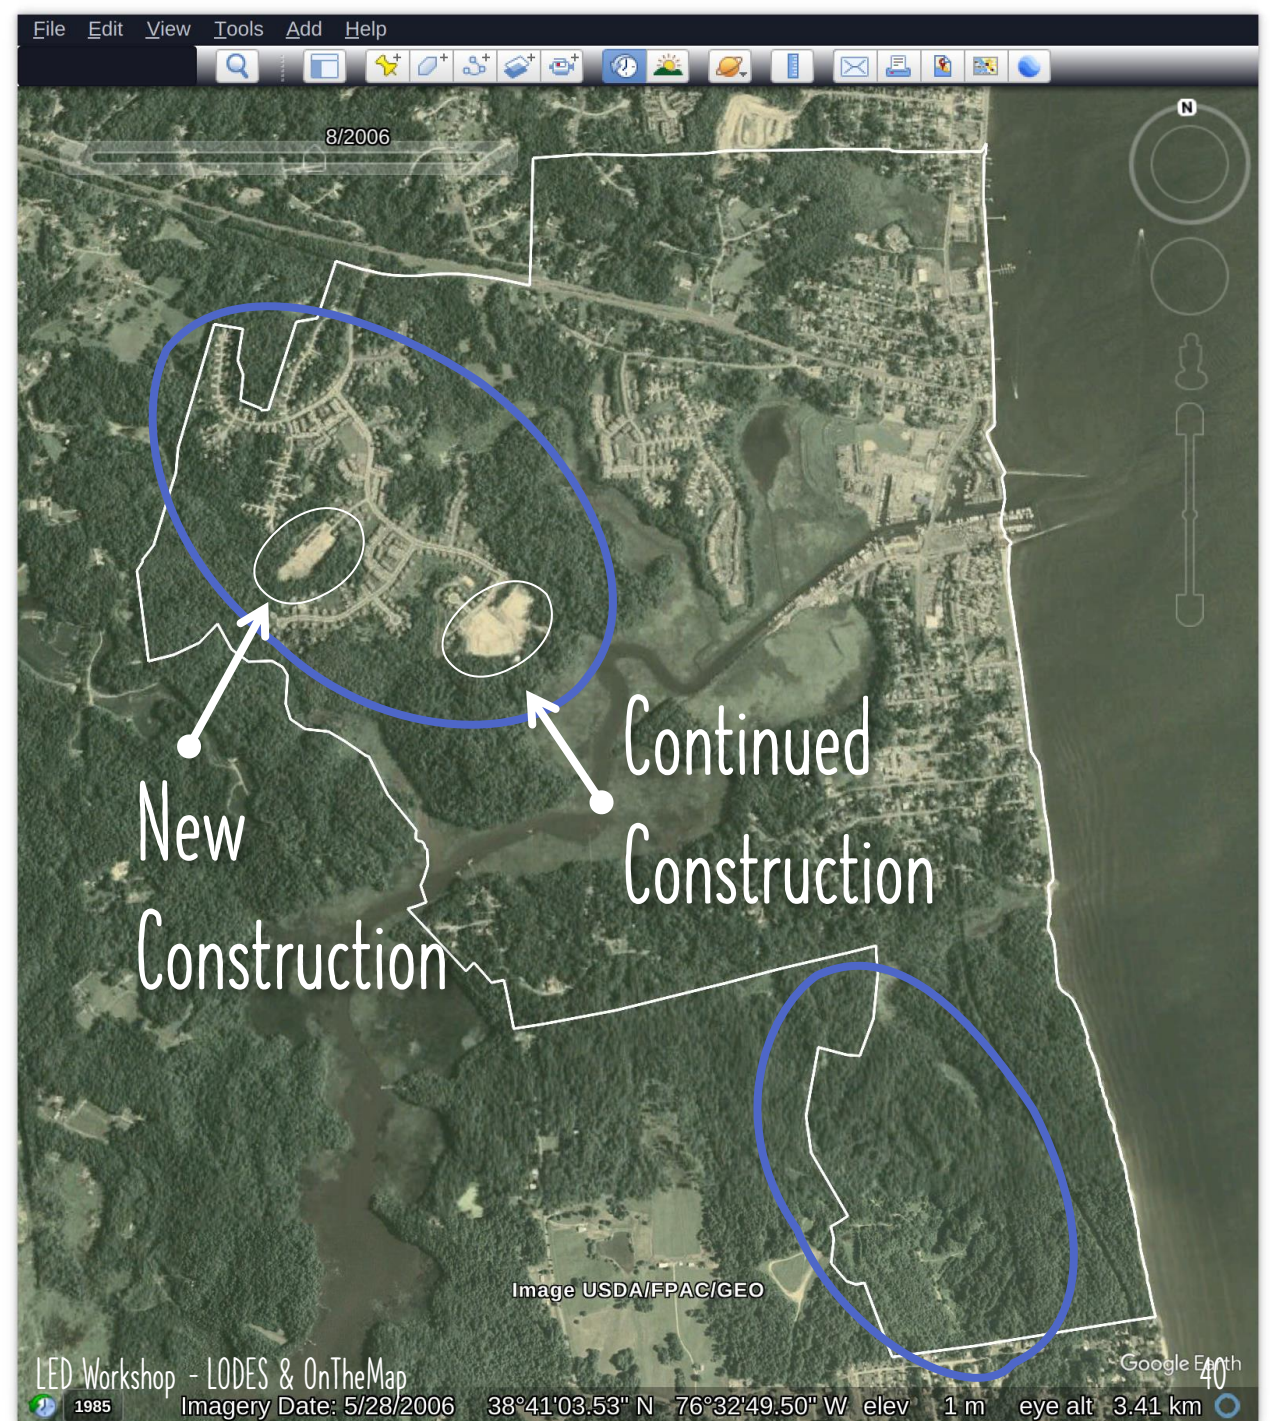 File Edit View Tools Add Help
8/2006
N
Continued
Construction
New
Construction
Image USDA/FPAC/GEO
Google Earth
LED Workshop - LODES & OnTheMap
40
1985
Imagery Date: 5/28/2006 38°41'03.53" N 76°32'49.50" W elev 1 m eye alt 3.41 km